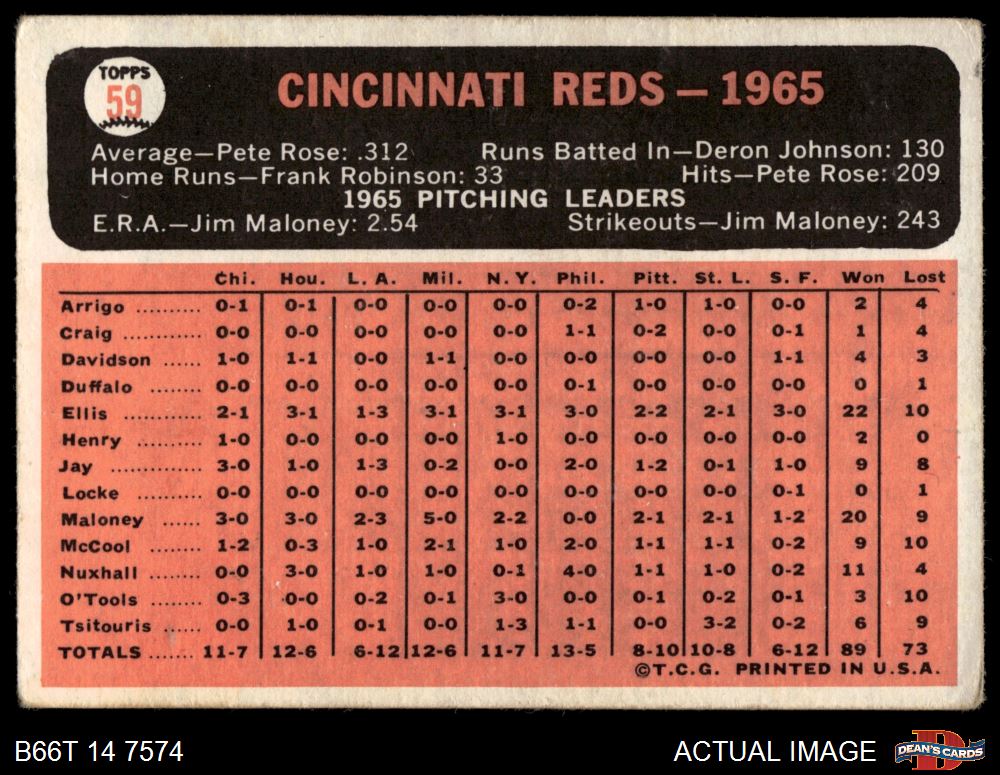 TOPPS
59
CINCINNATI REDS — 1965
Average—Pete Rose: .312 Runs Batted In—Deron Johnson: 130
Home Runs—Frank Robinson: 33 Hits—Pete Rose: 209
1965 PITCHING LEADERS
E.R.A.—Jim Maloney: 2.54 Strikeouts—Jim Maloney: 243
Chi. Hou. L. A. Mil. N. Y. Phil. Pitt. St. L. S. F. Won Lost
Arrigo .......... 0-1 0-1 0-0 0-0 0-0 0-2 1-0 1-0 0-0 2 4
Craig ............ 0-0 0-0 0-0 0-0 0-0 1-1 0-2 0-0 0-1 1 4
Davidson ...... 1-0 1-1 0-0 1-1 0-0 0-0 0-0 0-0 1-1 4 3
Duffalo ........ 0-0 0-0 0-0 0-0 0-0 0-1 0-0 0-0 0-0 0 1
Ellis ............ 2-1 3-1 1-3 3-1 3-1 3-0 2-2 2-1 3-0 22 10
Henry .......... 1-0 0-0 0-0 0-0 1-0 0-0 0-0 0-0 0-0 2 0
Jay .............. 3-0 1-0 1-3 0-2 0-0 2-0 1-2 0-1 1-0 9 8
Locke .......... 0-0 0-0 0-0 0-0 0-0 0-0 0-0 0-0 0-1 0 1
Maloney ...... 3-0 3-0 2-3 5-0 2-2 0-0 2-1 2-1 1-2 20 9
McCool ........ 1-2 0-3 1-0 2-1 1-0 2-0 1-1 1-1 0-2 9 10
Nuxhall ........ 0-0 3-0 1-0 1-0 0-1 4-0 1-1 1-0 0-2 11 4
O'Tools ........ 0-3 0-0 0-2 0-1 3-0 0-0 0-1 0-2 0-1 3 10
Tsitouris ...... 0-0 1-0 0-1 0-0 1-3 1-1 0-0 3-2 0-2 6 9
TOTALS ....... 11-7 12-6 6-12 12-6 11-7 13-5 8-10 10-8 6-12 89 73
©T.C.G. PRINTED IN U.S.A.
B66T 14 7574 ACTUAL IMAGE DEAN'S CARDS